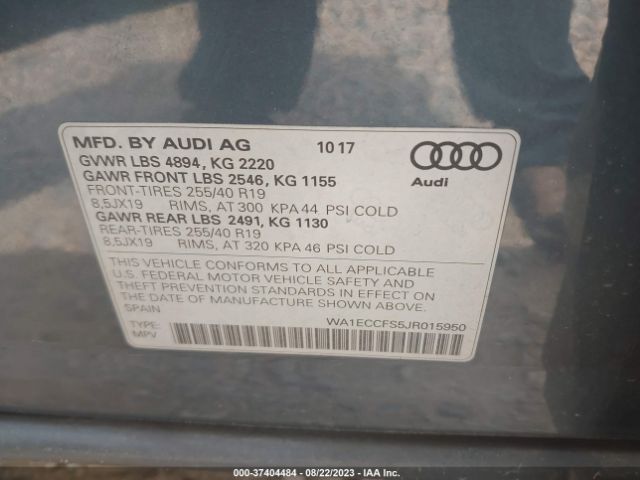 MFD. BY AUDI AG 10 17
GVWR LBS 4894, KG 2220
GAWR FRONT LBS 2546, KG 1155
FRONT-TIRES 255/40 R19
8,5JX19 RIMS, AT 300 KPA 44 PSI COLD
GAWR REAR LBS 2491, KG 1130
REAR-TIRES 255/40 R19
8,5JX19 RIMS, AT 320 KPA 46 PSI COLD
Audi
THIS VEHICLE CONFORMS TO ALL APPLICABLE
U.S. FEDERAL MOTOR VEHICLE SAFETY AND
THEFT PREVENTION STANDARDS IN EFFECT ON
THE DATE OF MANUFACTURE SHOWN ABOVE.
SPAIN
WA1ECCFS5JR015950
TYPE:
MPV
000-37404484 - 08/22/2023 - IAA Inc.